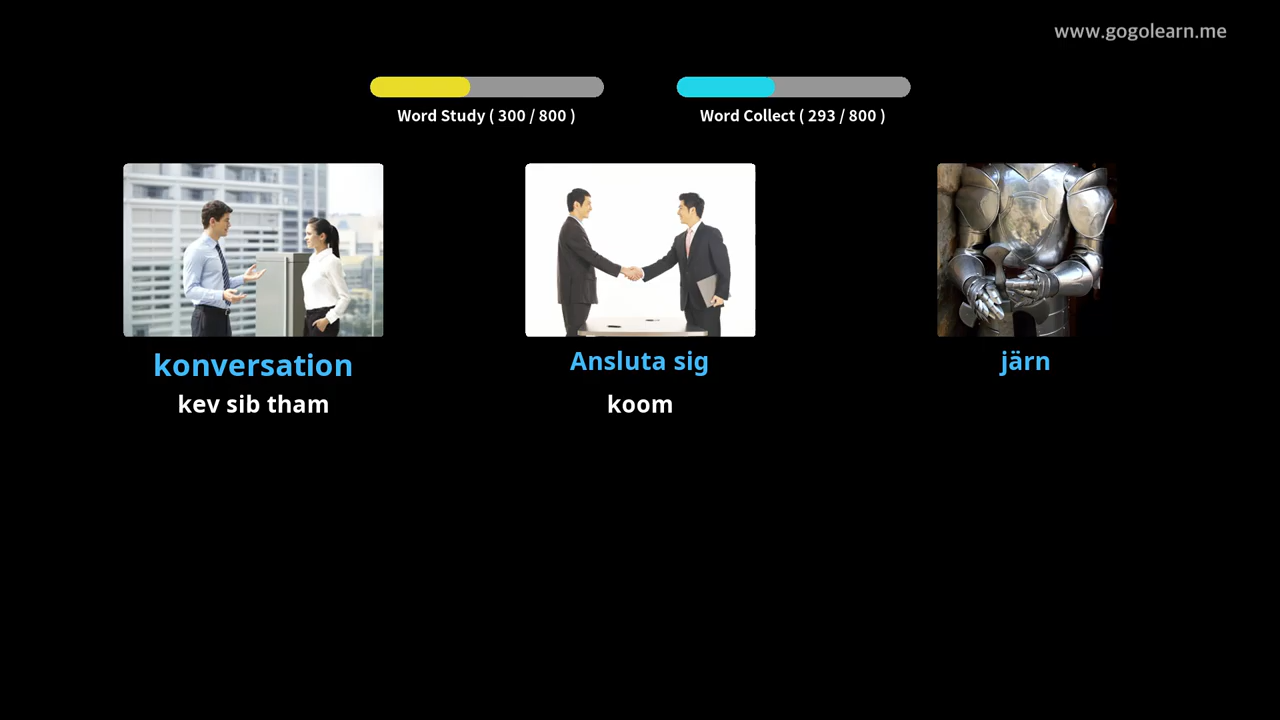 www.gogolearn.me
Word Study ( 300 / 800 )
Word Collect ( 293 / 800 )
konversation
kev sib tham
Ansluta sig
koom
järn